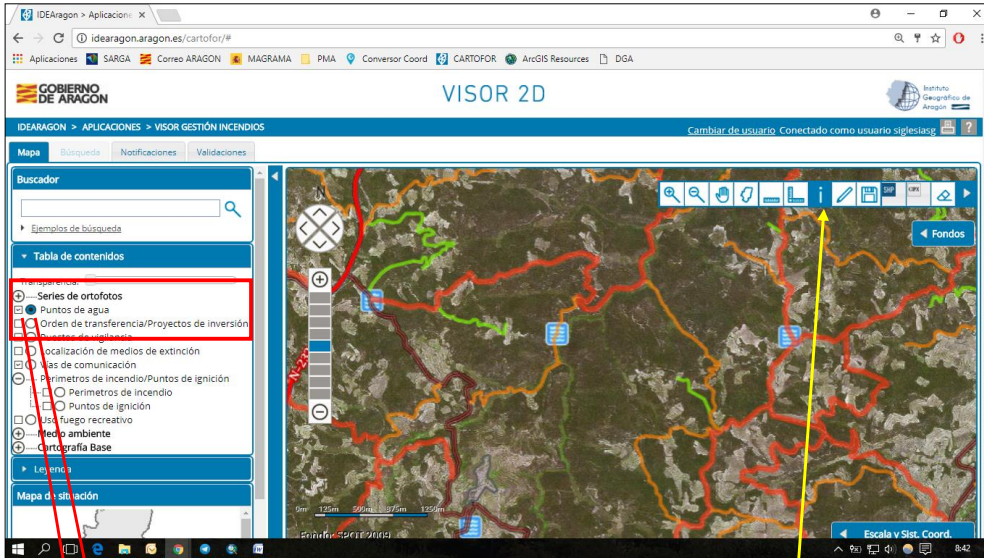 IDEAragon > Aplicacione
idearagon.aragon.es/cartofor/#
Aplicaciones SARGA Correo ARAGON MAGRAMA PMA Conversor Coord CARTOFOR ArcGIS Resources DGA
GOBIERNO
DE ARAGON
VISOR 2D
Instituto
Geográfico de
Aragón
IDEARAGON > APLICACIONES > VISOR GESTIÓN INCENDIOS
Cambiar de usuario Conectado como usuario siglesiasg
Mapa Búsqueda Notificaciones Validaciones
Buscador
Ejemplos de búsqueda
Tabla de contenidos
Transparencia:
Series de ortofotos
Puntos de agua
Orden de transferencia/Proyectos de inversión
Puestos de vigilancia
Localización de medios de extinción
Vías de comunicación
Perimetros de incendio/Puntos de ignición
Perimetros de incendio
Puntos de ignición
Uso fuego recreativo
Medio ambiente
Cartografía Base
Leyenda
Mapa de situación
N
SHP GPX
Fondos
0m 125m 500m 875m 1250m
Fondo: SPOT 2009
Escala y Sist. Coord.
8:42